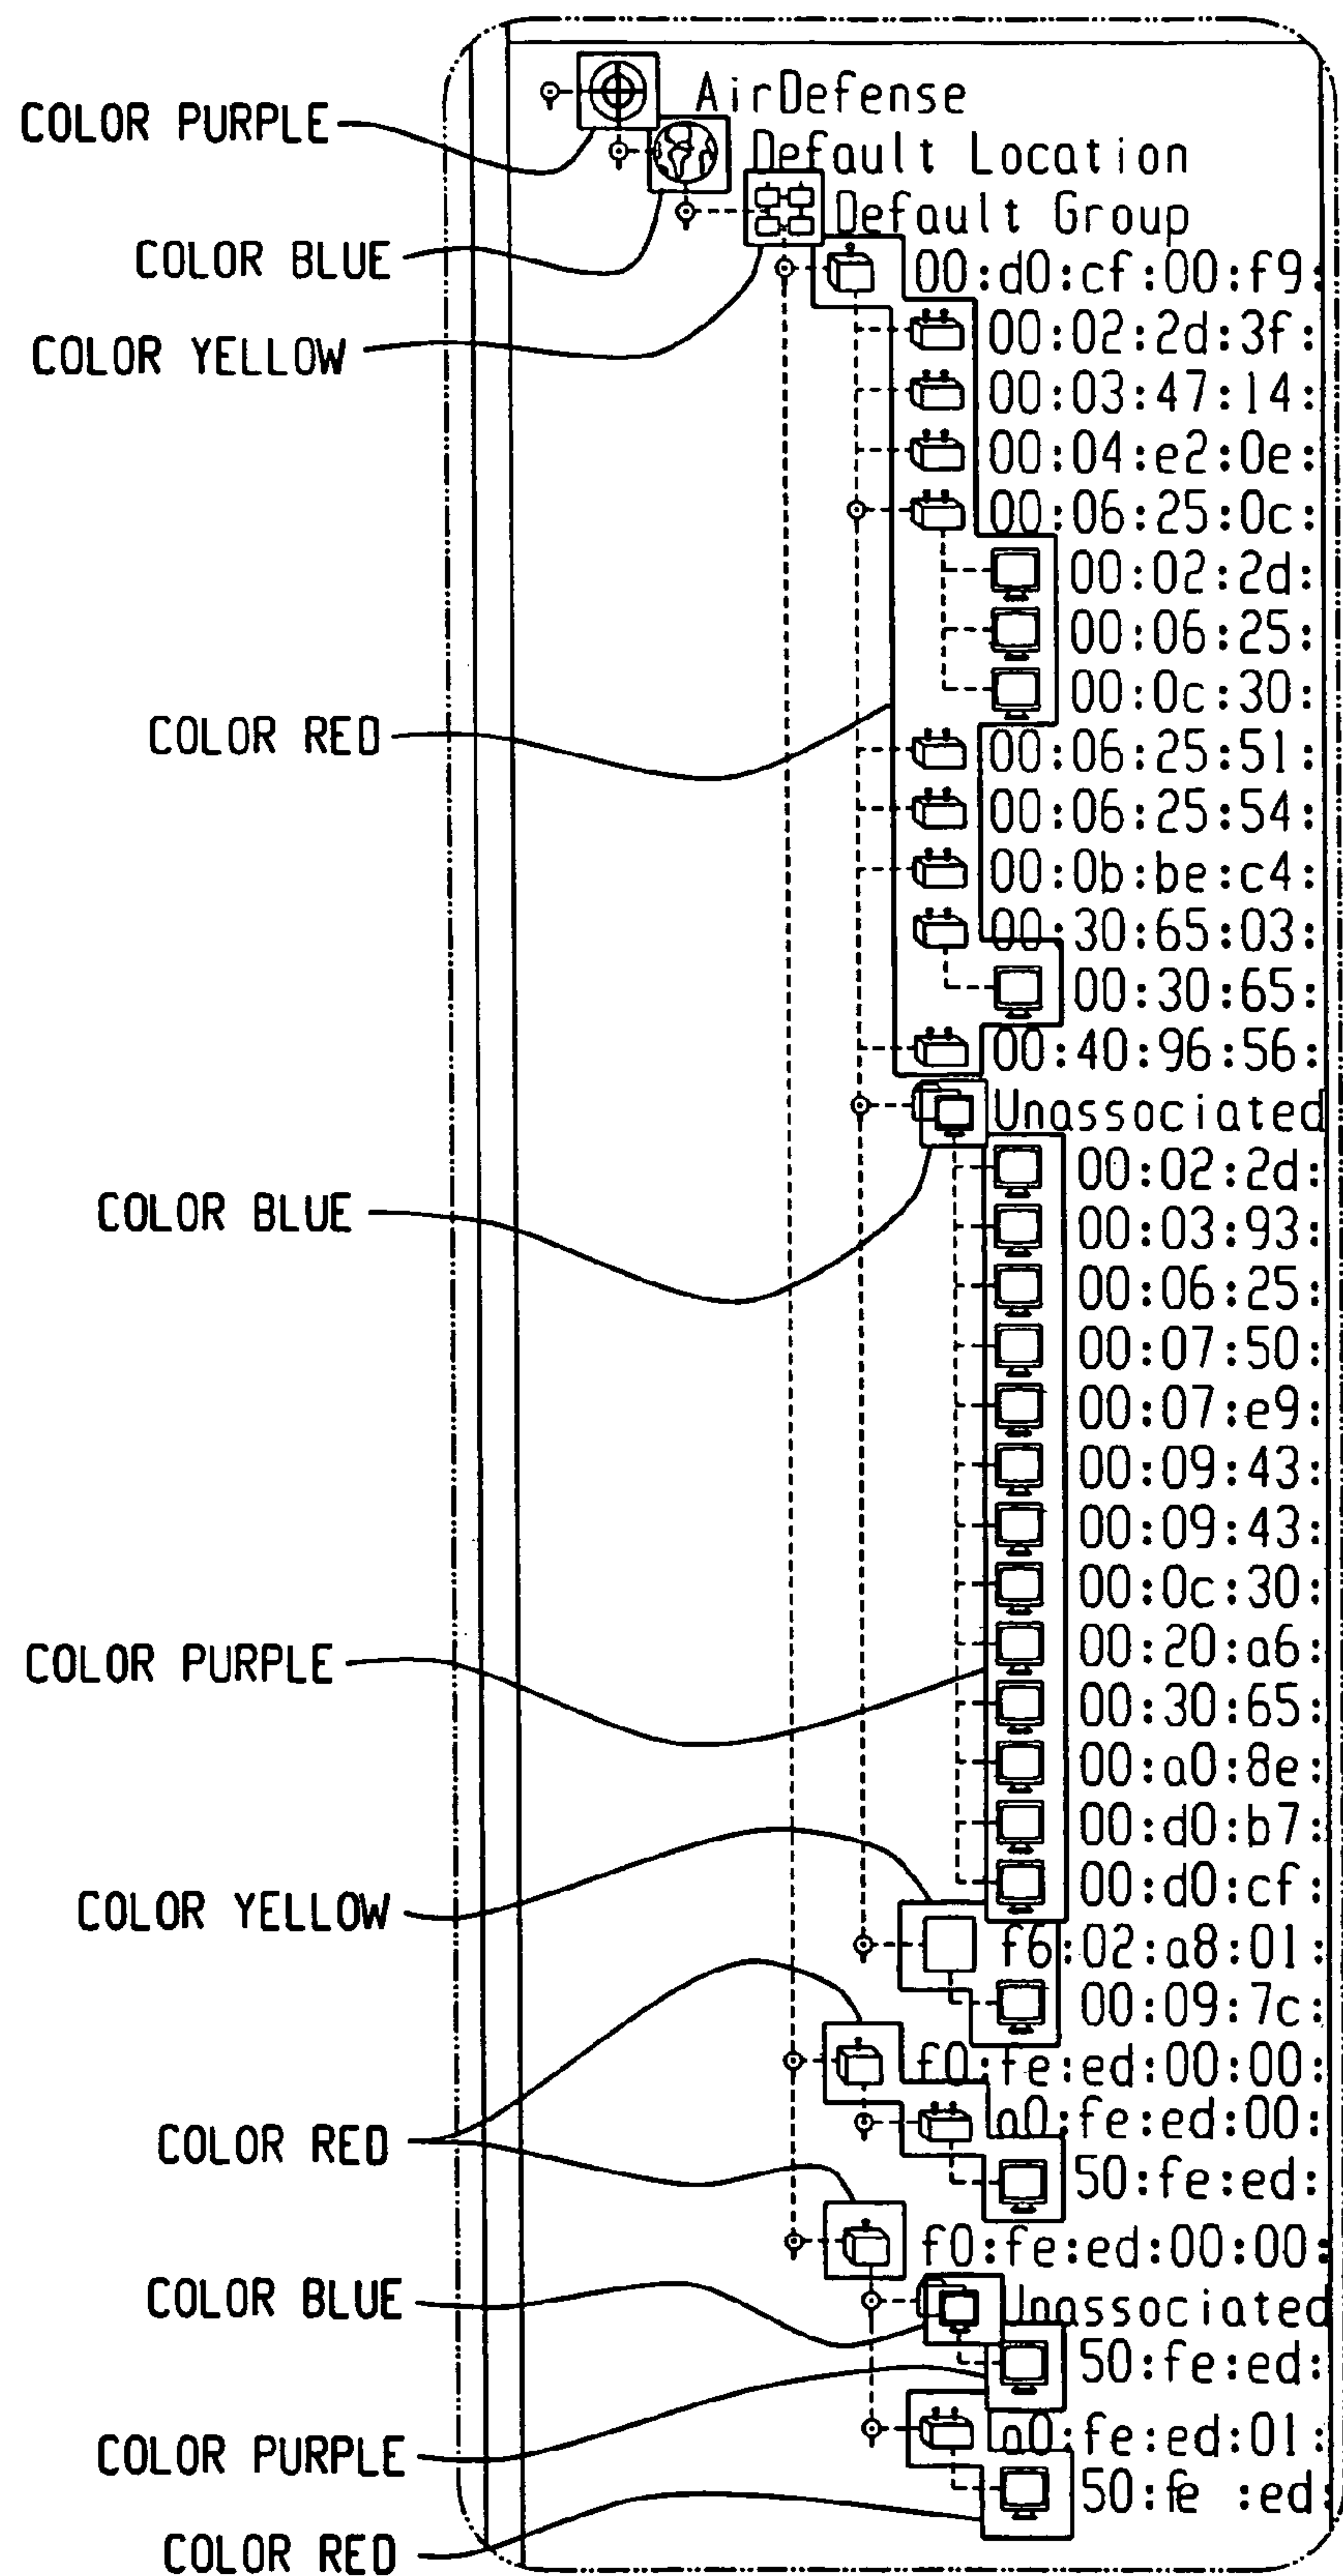 AirDefense
COLOR PURPLE
Default Location
Default Group
COLOR BLUE
00:d0:cf:00:f9:
00:02:2d:3f:
COLOR YELLOW
00:03:47:14:
00:04:e2:0e:
00:06:25:0c:
00:02:2d:
00:06:25:
00:0c:30:
COLOR RED
00:06:25:51:
00:06:25:54:
00:0b:be:c4:
00:30:65:03:
00:30:65:
00:40:96:56:
Unassociated
00:02:2d:
COLOR BLUE
00:03:93:
00:06:25:
00:07:50:
00:07:e9:
00:09:43:
00:09:43:
00:0c:30:
00:20:a6:
COLOR PURPLE
00:30:65:
00:a0:8e:
00:d0:b7:
00:d0:cf:
COLOR YELLOW
f6:02:a8:01:
00:09:7c:
f0:fe:ed:00:00:
a0:fe:ed:00:
COLOR RED
50:fe:ed:
f0:fe:ed:00:00:
COLOR BLUE
Unassociated
50:fe:ed:
a0:fe:ed:01:
COLOR PURPLE
50:fe :ed:
COLOR RED